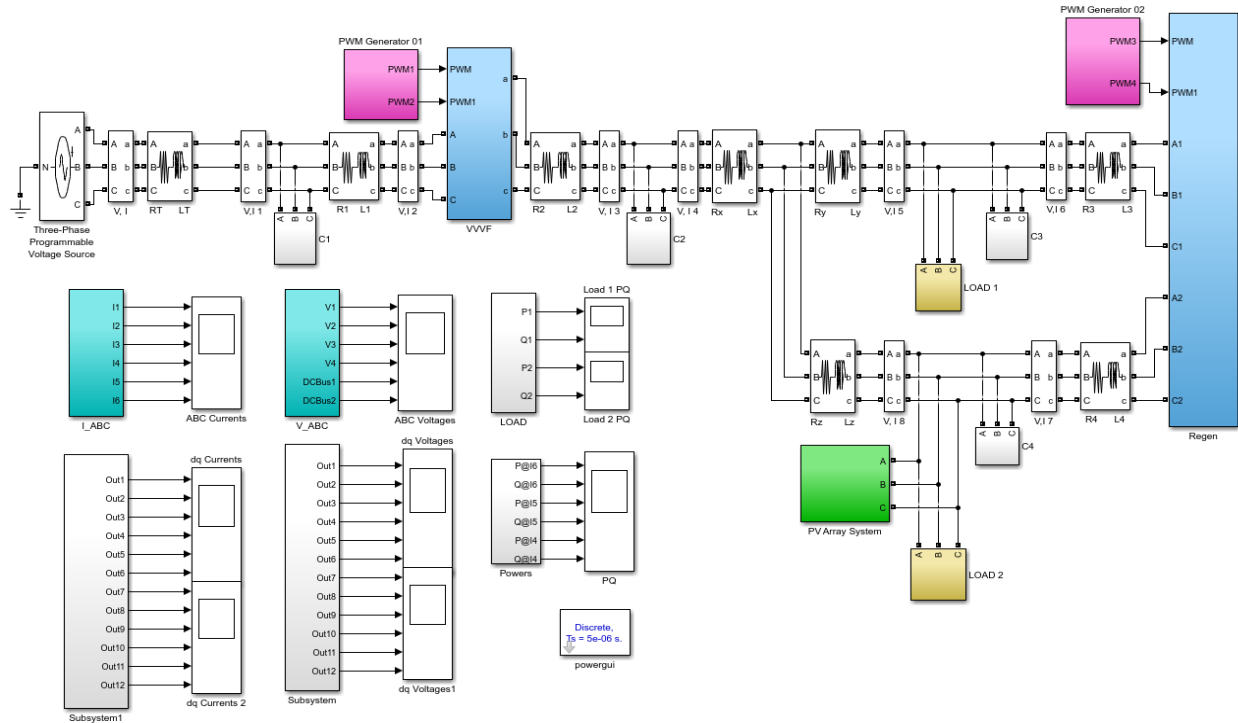 PWM Generator 01
PWM1
PWM2
PWM
PWM1
A
B
C
a
b
c
VVVF
PWM Generator 02
PWM3
PWM4
PWM
PWM1
A1
B1
C1
A2
B2
C2
Regen
N
A
B
C
Three-Phase
Programmable
Voltage Source
A a
B b
C c
V, I
A a
B b
C c
RT LT
A a
B b
C c
V,I 1
A B C
C1
A a
B b
C c
R1 L1
A a
B b
C c
V,I 2
A a
B b
C c
R2 L2
A a
B b
C c
V, I 3
A B C
C2
A a
B b
C c
V, I 4
A a
B b
C c
Rx Lx
A a
B b
C c
Ry Ly
A a
B b
C c
V,I 5
A B C
LOAD 1
A B C
C3
A a
B b
C c
V,I 6
A a
B b
C c
R3 L3
A a
B b
C c
Rz Lz
A a
B b
C c
V, I 8
A B C
C4
A a
B b
C c
V,I 7
A a
B b
C c
R4 L4
A
B
C
PV Array System
A B C
LOAD 2
I1
I2
I3
I4
I5
I6
I_ABC
ABC Currents
V1
V2
V3
V4
DCBus1
DCBus2
V_ABC
ABC Voltages
P1
Q1
P2
Q2
LOAD
Load 1 PQ
Load 2 PQ
Out1
Out2
Out3
Out4
Out5
Out6
Out7
Out8
Out9
Out10
Out11
Out12
Subsystem1
dq Currents
dq Currents 2
Out1
Out2
Out3
Out4
Out5
Out6
Out7
Out8
Out9
Out10
Out11
Out12
Subsystem
dq Voltages
dq Voltages1
P@I6
Q@I6
P@I5
Q@I5
P@I4
Q@I4
Powers
PQ
Discrete,
Ts = 5e-06 s.
powergui